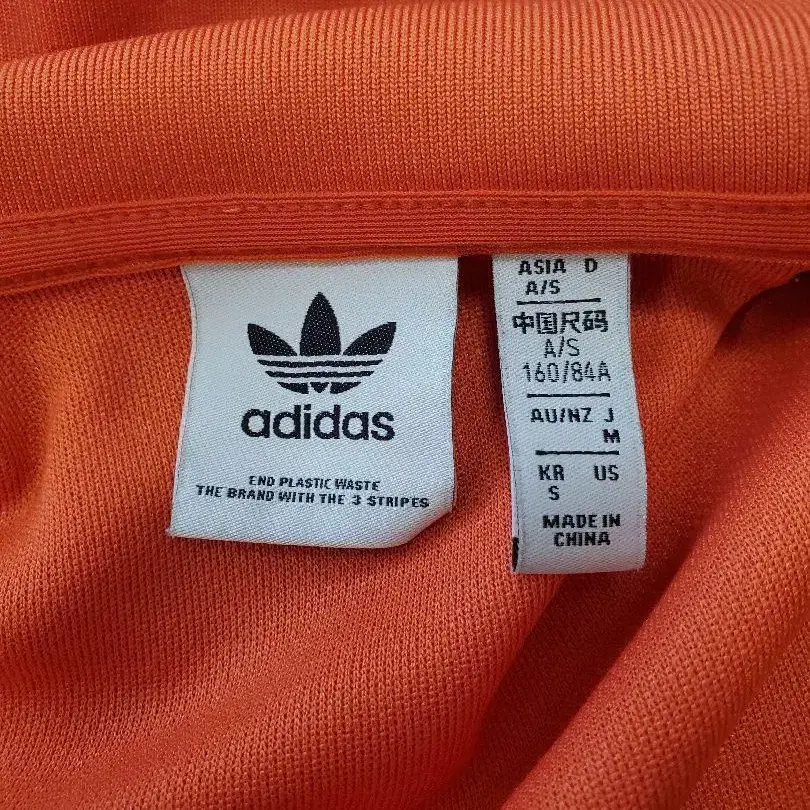 adidas
END PLASTIC WASTE
THE BRAND WITH THE 3 STRIPES
ASIA D
A/S
中国尺码
A/S
160/84A
AU/NZ J
M
KR US
S
MADE IN
CHINA